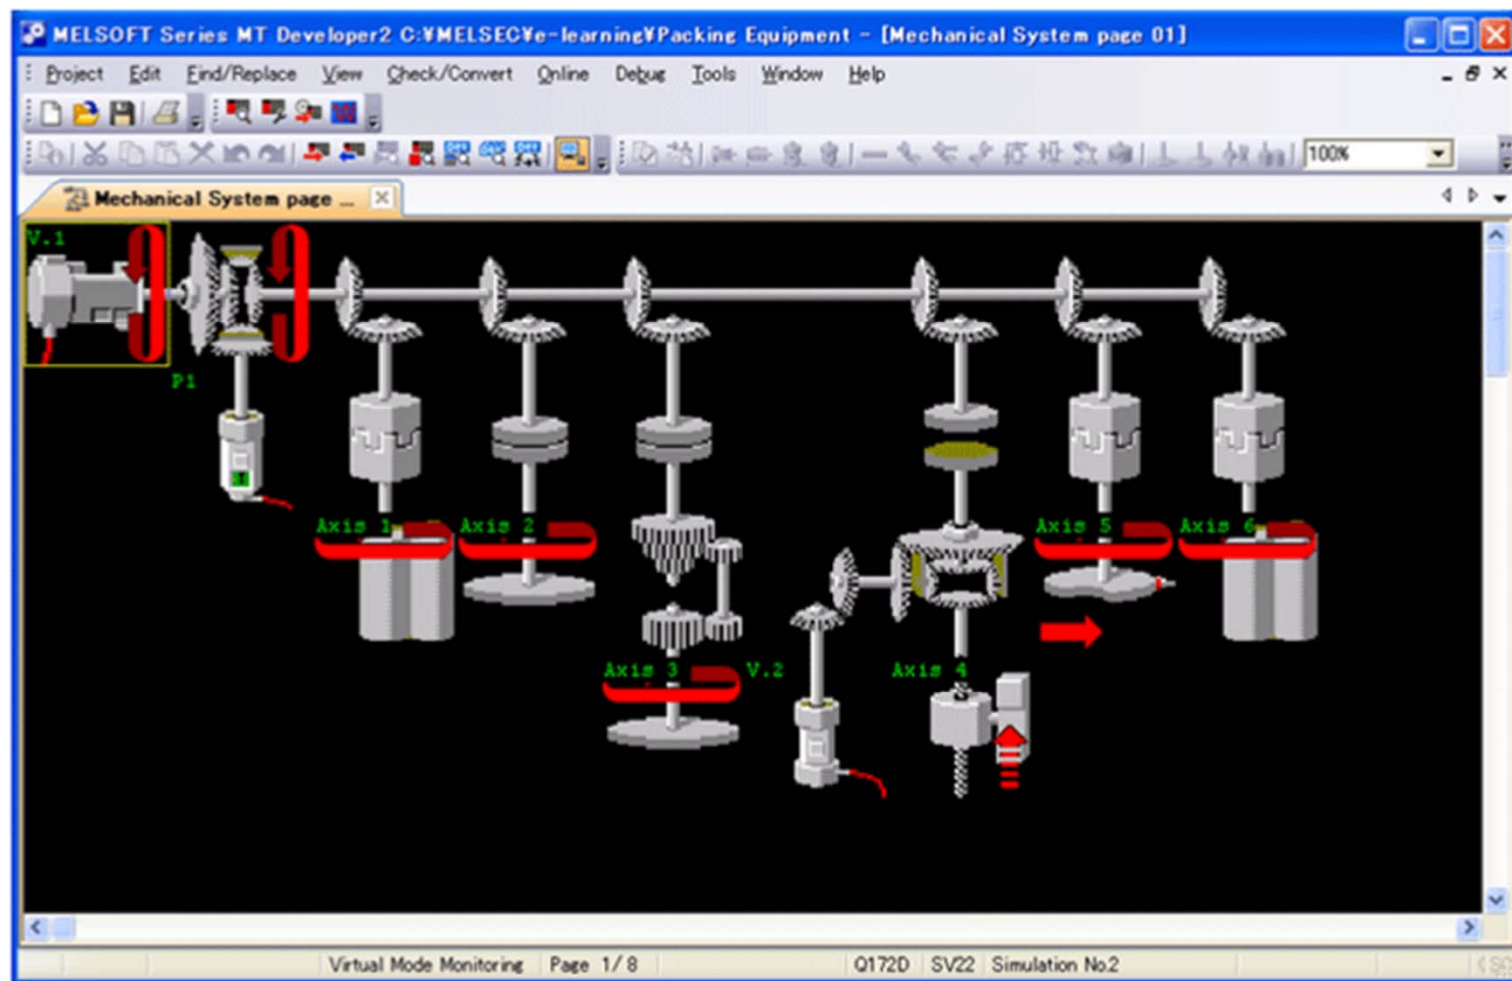 MELSOFT Series MT Developer2 C:¥MELSEC¥e-learning¥Packing Equipment - [Mechanical System page 01]
Project Edit Find/Replace View Check/Convert Online Debug Tools Window Help
100%
Mechanical System page ...
V.1
P1
Axis 1 Axis 2 Axis 5 Axis 6
Axis 3 V.2 Axis 4
Virtual Mode Monitoring Page 1/8 Q172D SV22 Simulation No.2